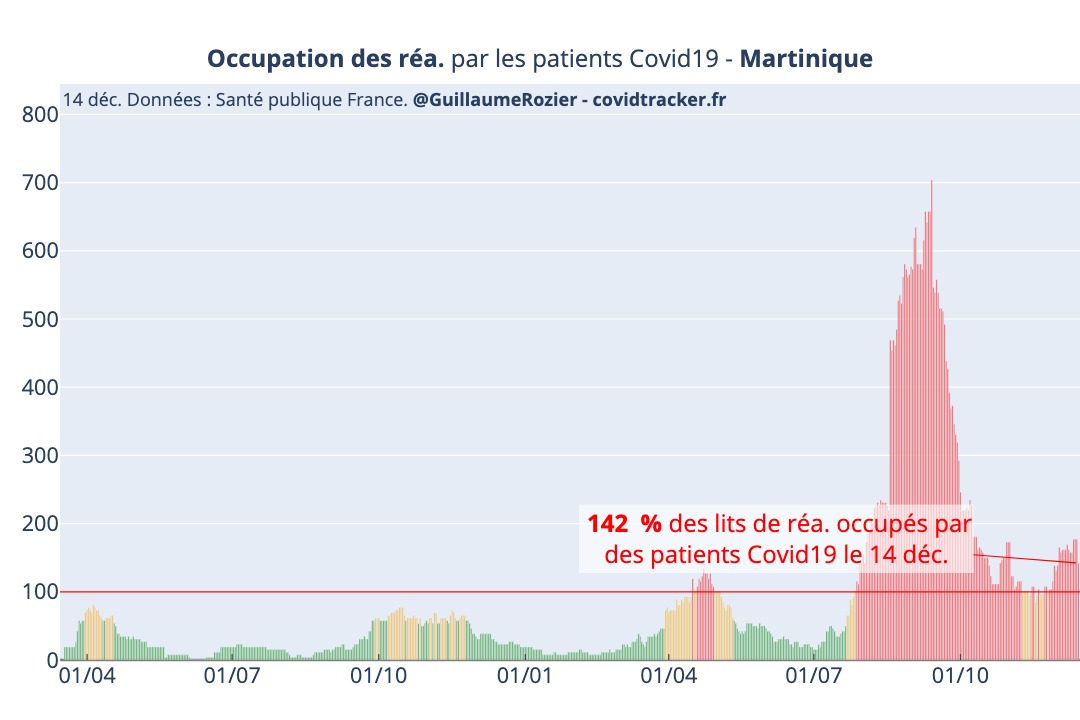 Occupation des réa. par les patients Covid19 - Martinique
14 déc. Données : Santé publique France. @GuillaumeRozier - covidtracker.fr
800
700
600
500
400
300
200
100
0
142 % des lits de réa. occupés par
des patients Covid19 le 14 déc.
01/04 01/07 01/10 01/01 01/04 01/07 01/10